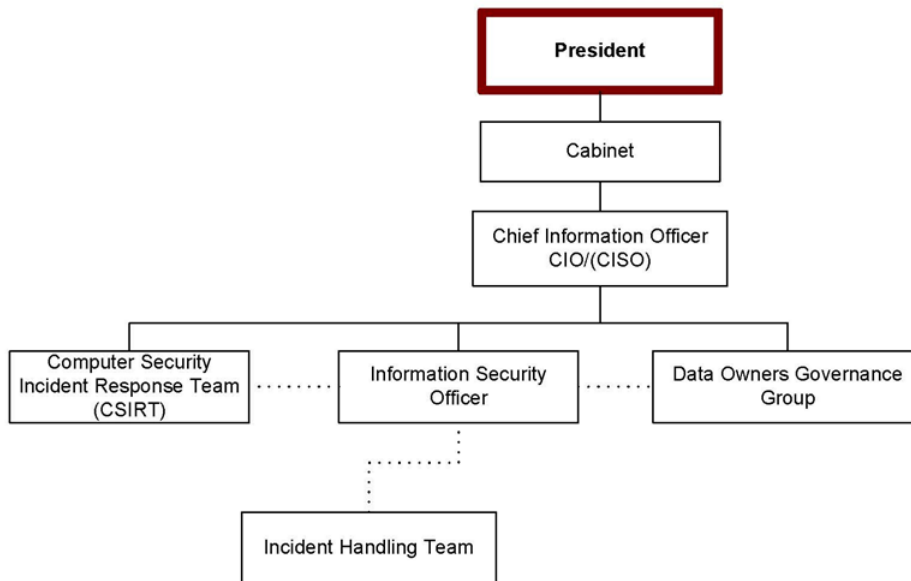 President
Cabinet
Chief Information Officer
CIO/(CISO)
Computer Security
Incident Response Team
(CSIRT)
Information Security
Officer
Data Owners Governance
Group
Incident Handling Team